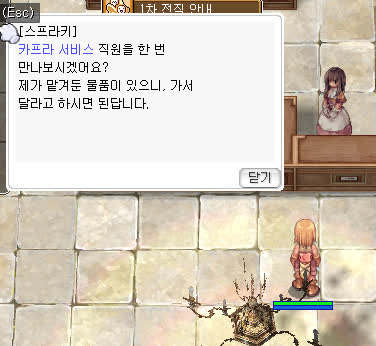 (Esc)
1차 전직 안내
[스프라키]
카프라 서비스 직원을 한 번
만나보시겠어요?
제가 맡겨둔 물품이 있으니, 가서
달라고 하시면 된답니다.
닫기